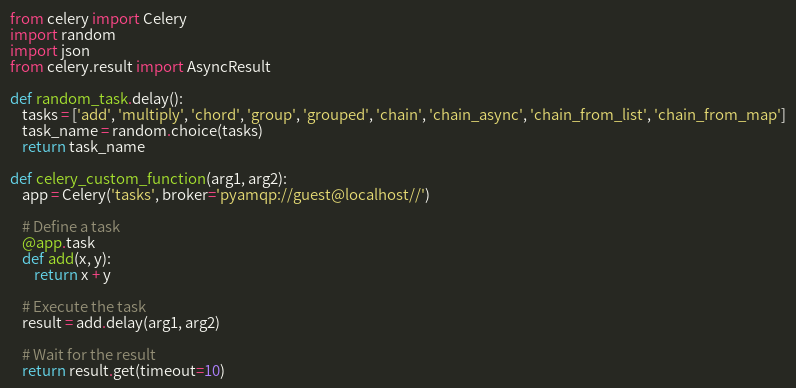 from celery import Celery
import random
import json
from celery.result import AsyncResult

def random_task.delay():
    tasks = ['add', 'multiply', 'chord', 'group', 'grouped', 'chain', 'chain_async', 'chain_from_list', 'chain_from_map']
    task_name = random.choice(tasks)
    return task_name

def celery_custom_function(arg1, arg2):
    app = Celery('tasks', broker='pyamqp://guest@localhost//')

    # Define a task
    @app.task
    def add(x, y):
        return x + y

    # Execute the task
    result = add.delay(arg1, arg2)

    # Wait for the result
    return result.get(timeout=10)